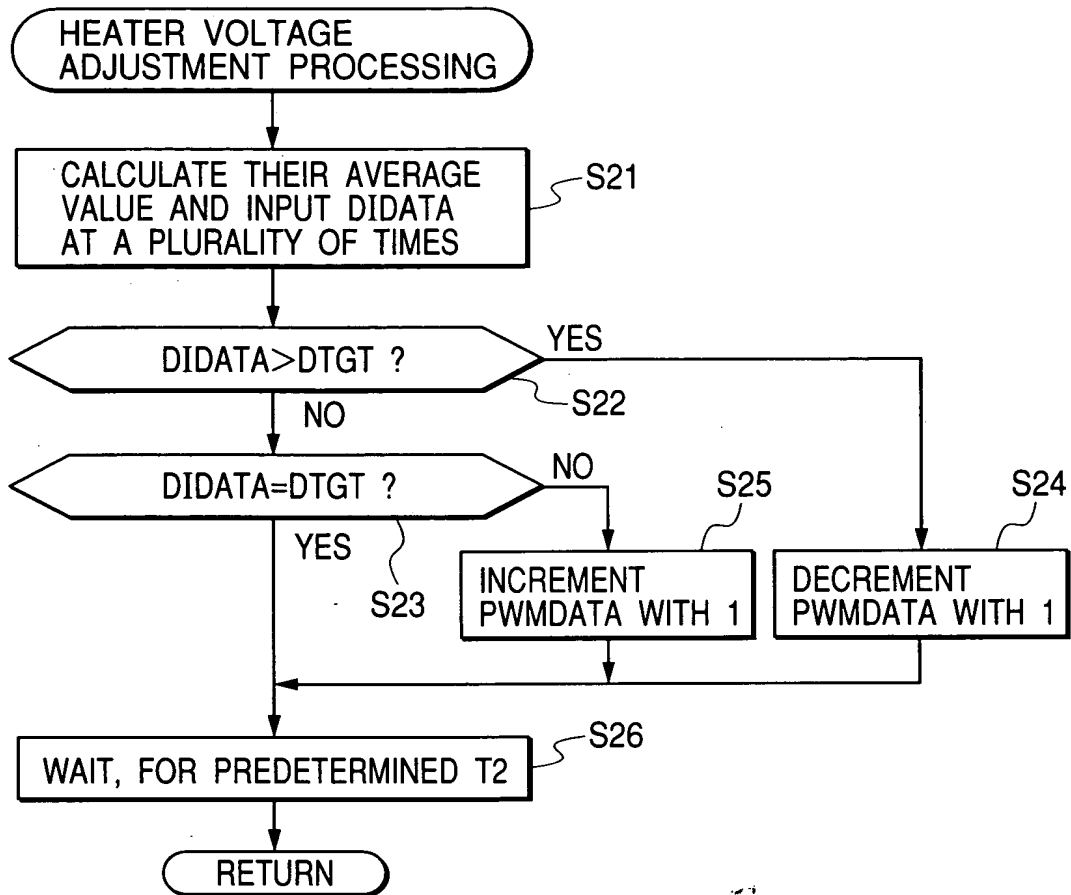 HEATER VOLTAGE
ADJUSTMENT PROCESSING
CALCULATE THEIR AVERAGE
VALUE AND INPUT DIDATA
AT A PLURALITY OF TIMES
S21
DIDATA>DTGT ?
YES
S22
NO
DIDATA=DTGT ?
NO
S25
S24
YES
S23
INCREMENT
PWMDATA WITH 1
DECREMENT
PWMDATA WITH 1
S26
WAIT, FOR PREDETERMINED T2
RETURN